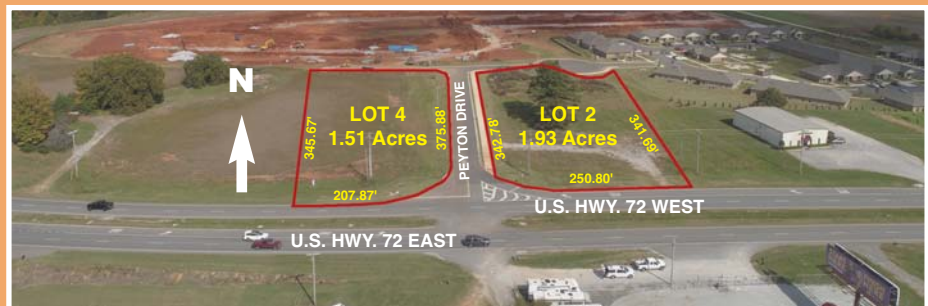 N
LOT 4
1.51 Acres
345.67'
375.88'
207.87'
PEYTON DRIVE
LOT 2
1.93 Acres
342.78'
341.69'
250.80'
U.S. HWY. 72 WEST
U.S. HWY. 72 EAST